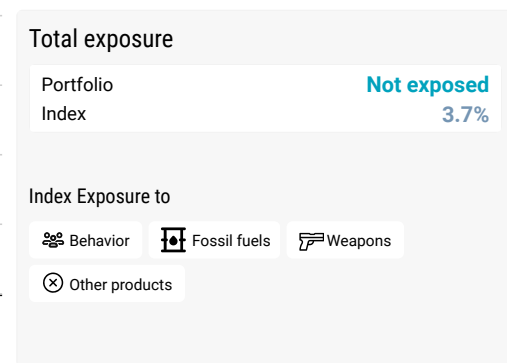 Total exposure
Portfolio Not exposed
Index 3.7%
Index Exposure to
Behavior Fossil fuels Weapons
Other products